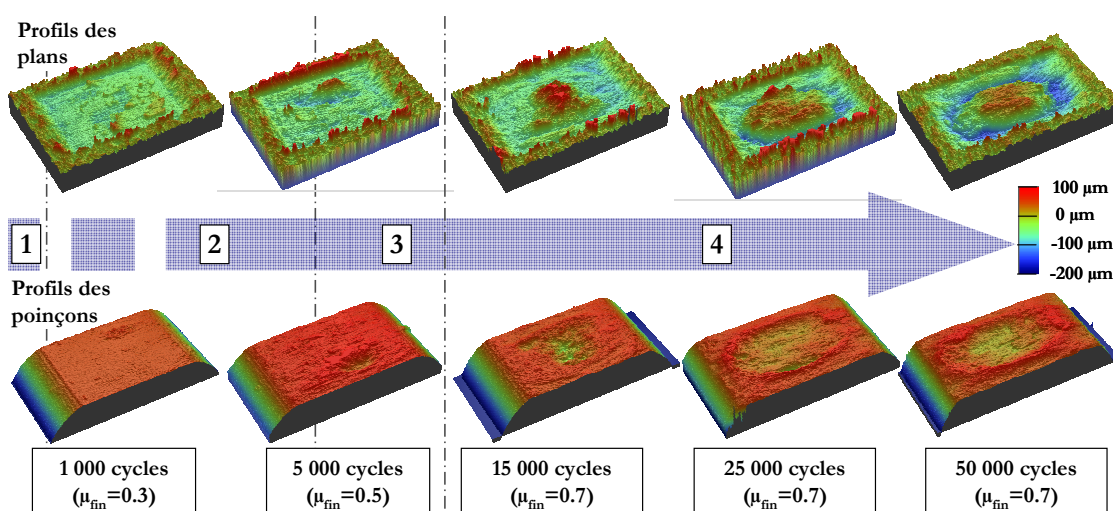 Profils des
plans
100 µm
0 µm
-100 µm
-200 µm
1
2
3
4
Profils des
poinçons
1 000 cycles
(µfin=0.3)
5 000 cycles
(µfin=0.5)
15 000 cycles
(µfin=0.7)
25 000 cycles
(µfin=0.7)
50 000 cycles
(µfin=0.7)